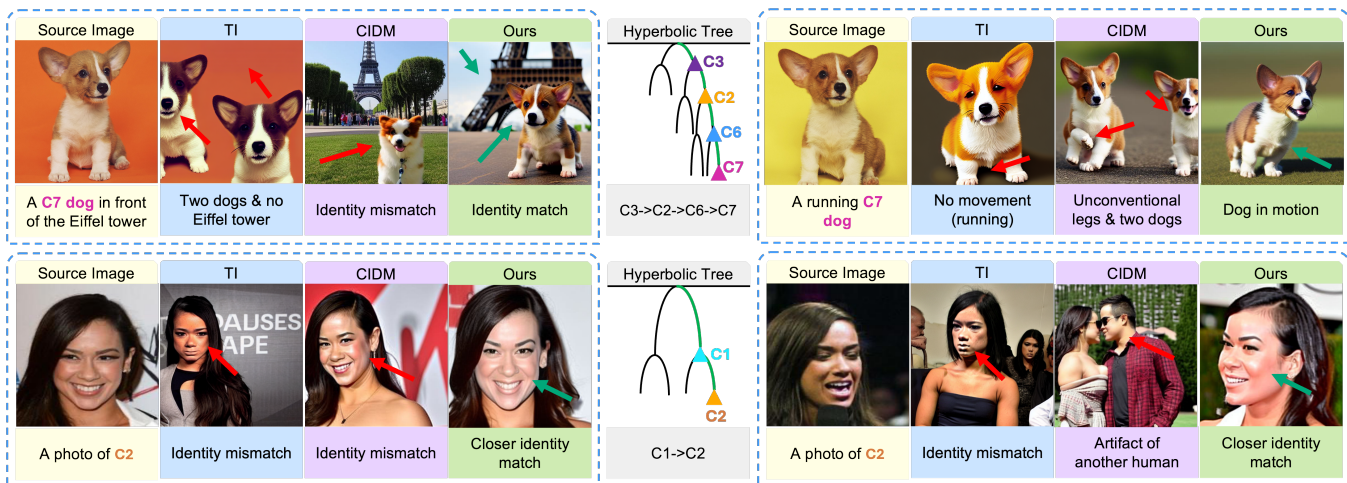 Source Image
TI
CIDM
Ours
A C7 dog in front
of the Eiffel tower
Two dogs & no
Eiffel tower
Identity mismatch
Identity match
Hyperbolic Tree
C3
C2
C6
C7
C3->C2->C6->C7
Source Image
TI
CIDM
Ours
A running C7
dog
No movement
(running)
Unconventional
legs & two dogs
Dog in motion
Source Image
TI
CIDM
Ours
PAUSES
APE
A photo of C2
Identity mismatch
Identity mismatch
Closer identity
match
Hyperbolic Tree
C1
C2
C1->C2
Source Image
TI
CIDM
Ours
A photo of C2
Identity mismatch
Artifact of
another human
Closer identity
match